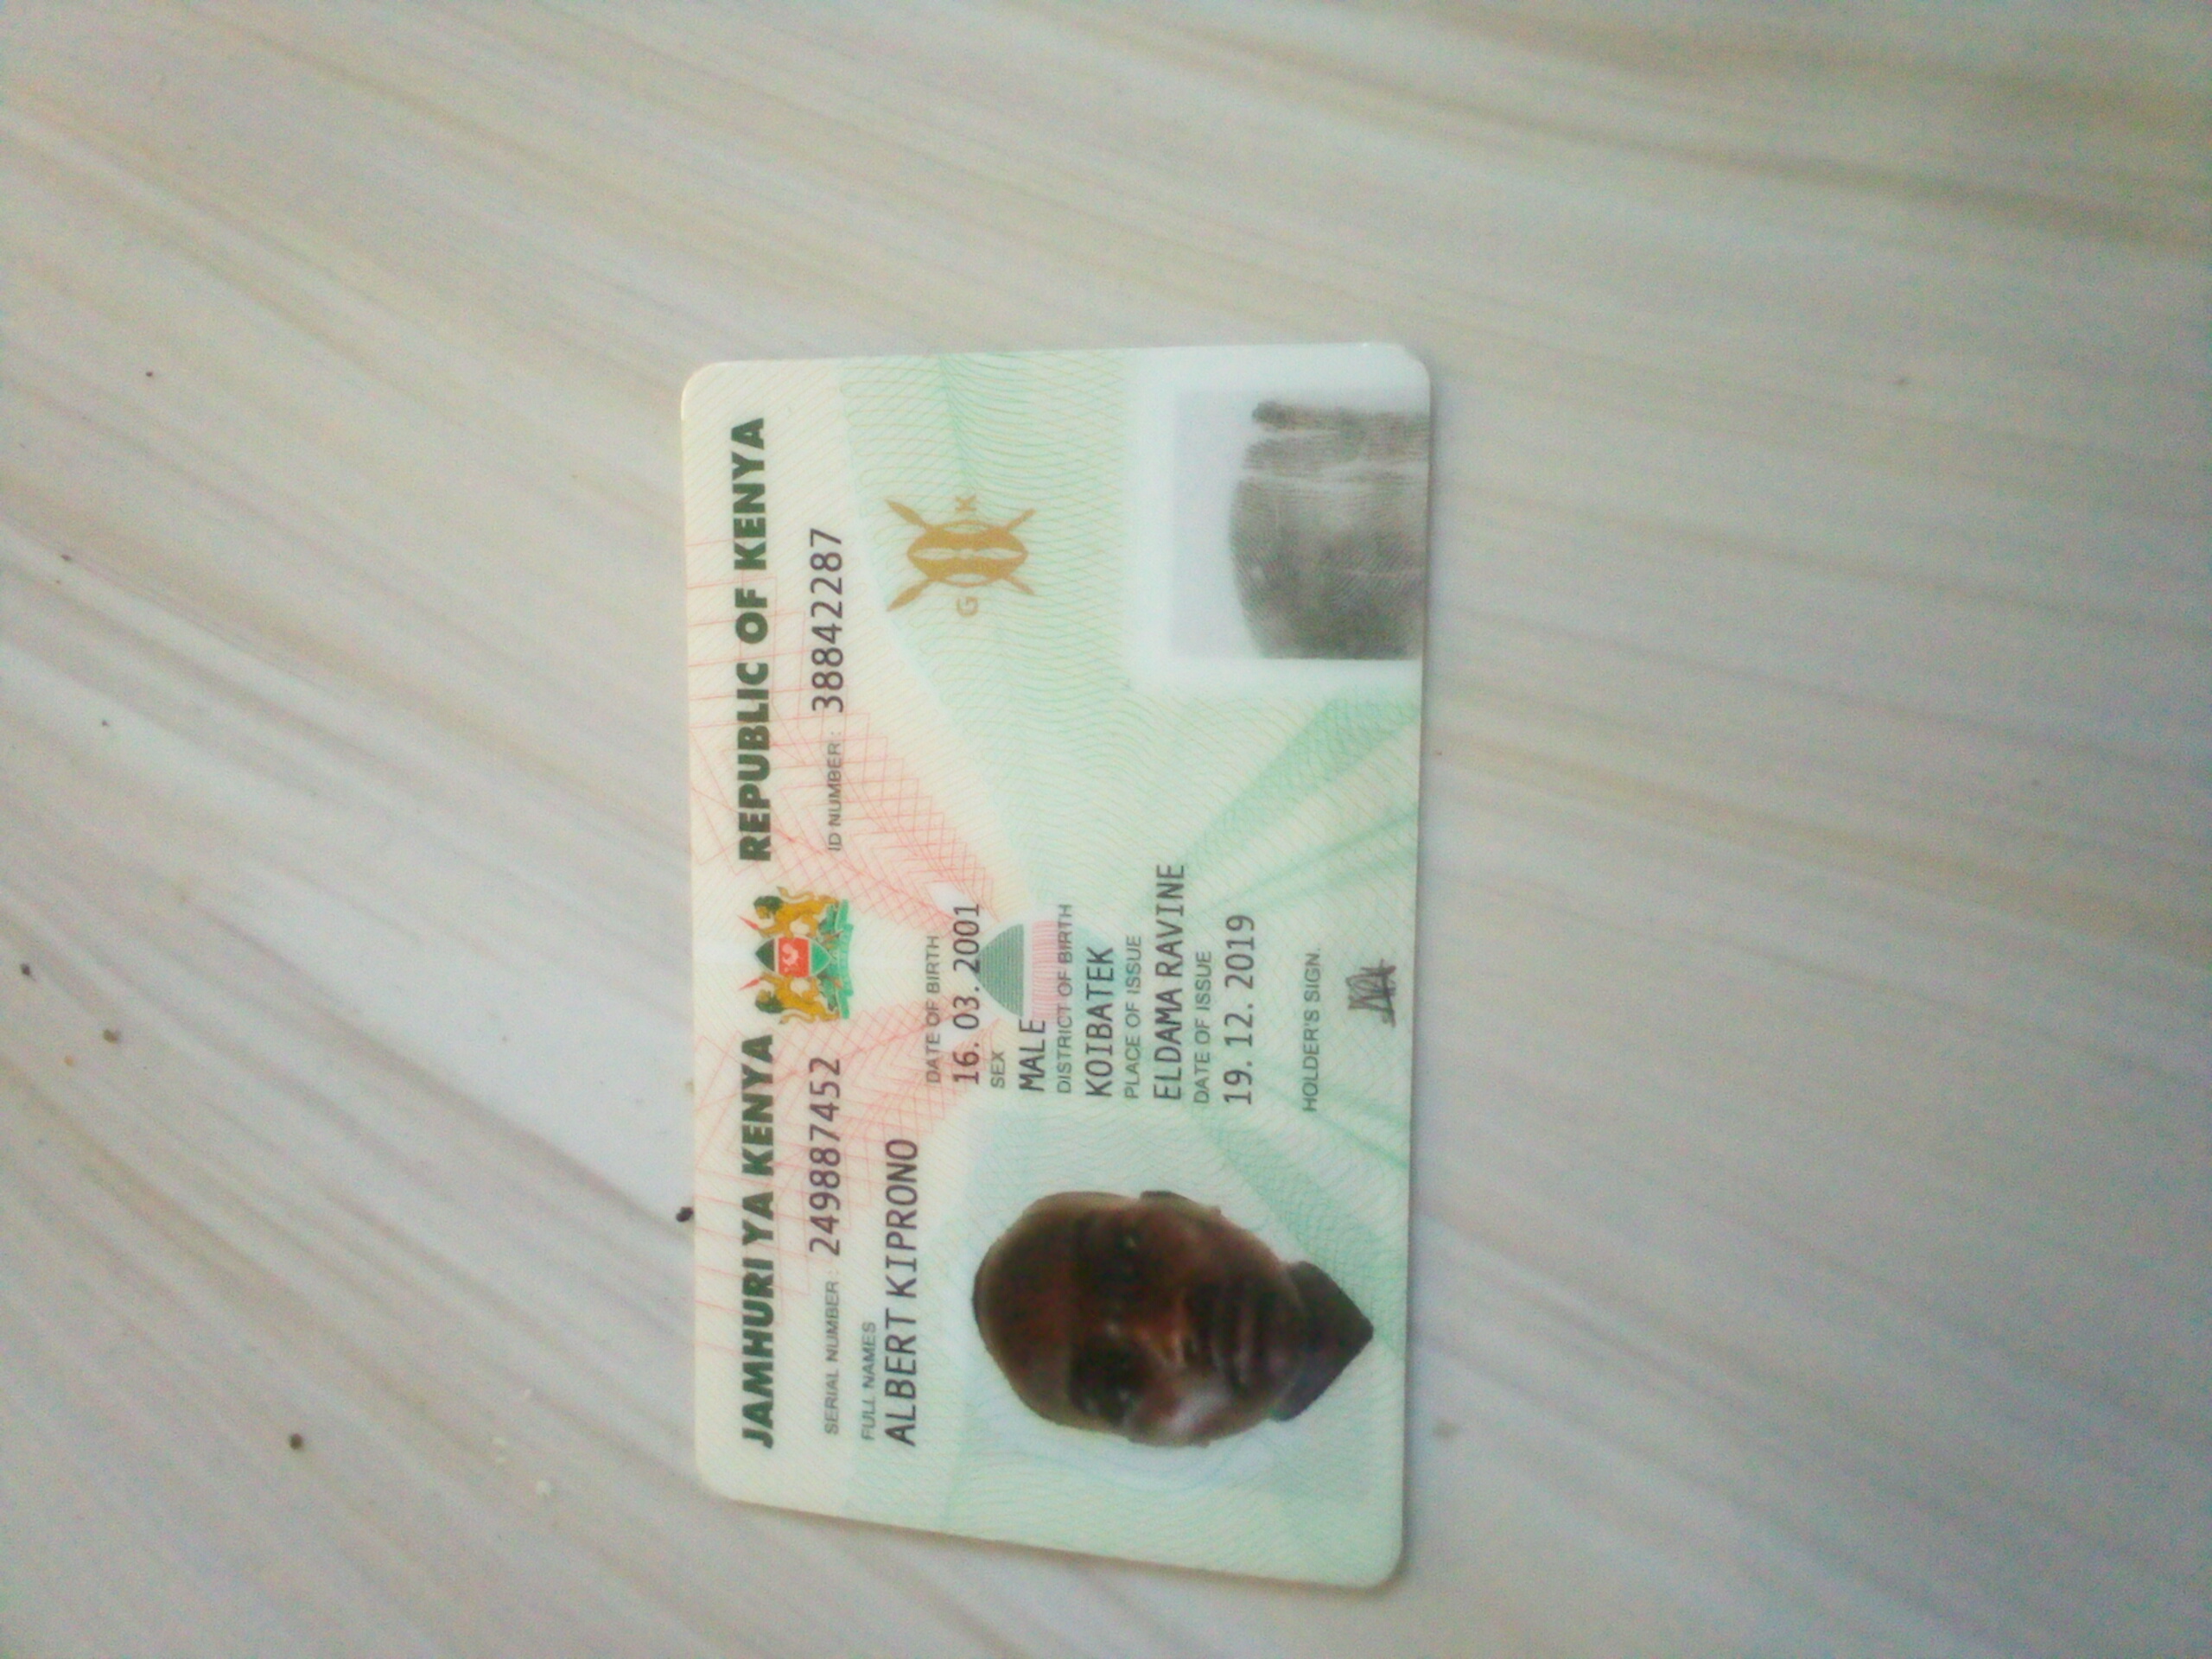 JAMHURI YA KENYA REPUBLIC OF KENYA
SERIAL NUMBER: 249887452 ID NUMBER: 38842287
FULL NAMES
ALBERT KIPRONO
DATE OF BIRTH
16. 03. 2001
SEX
MALE
DISTRICT OF BIRTH
KOIBATEK
PLACE OF ISSUE
ELDAMA RAVINE
DATE OF ISSUE
19. 12. 2019
HOLDER'S SIGN.
G K